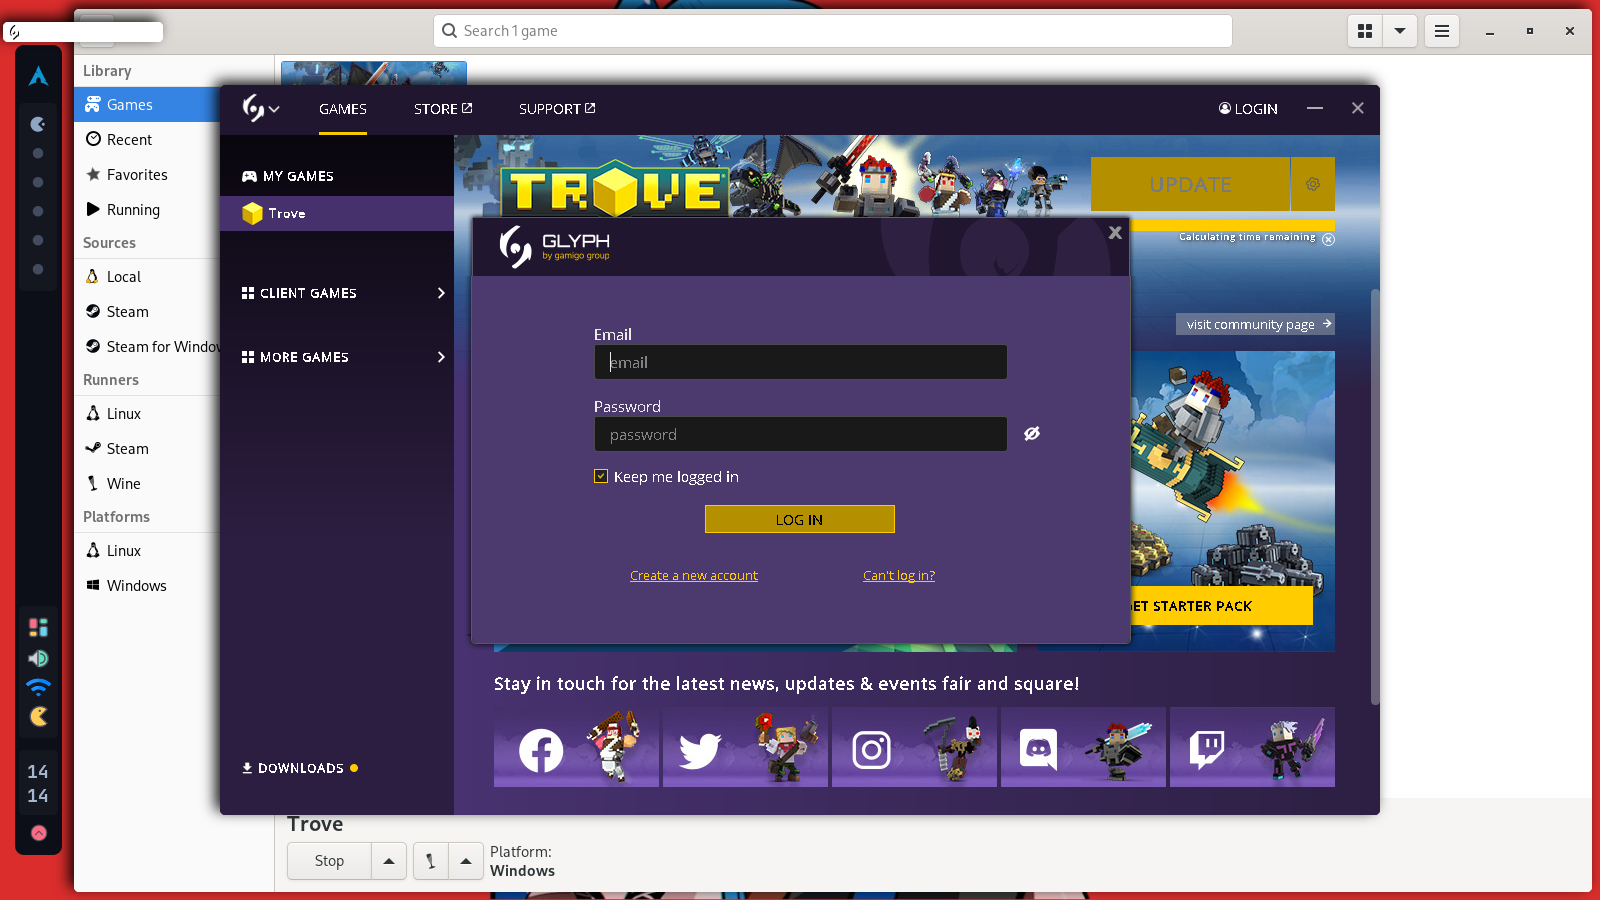 Search 1 game
Library
Games
Recent
Favorites
Running
Sources
Local
Steam
Steam for Window
Runners
Linux
Steam
Wine
Platforms
Linux
Windows
GAMES
STORE
SUPPORT
LOGIN
MY GAMES
Trove
CLIENT GAMES
MORE GAMES
DOWNLOADS
TROVE
UPDATE
Calculating time remaining
visit community page
GLYPH
by gamigo group
Email
email
Password
password
Keep me logged in
LOG IN
Create a new account
Can't log in?
GET STARTER PACK
Stay in touch for the latest news, updates & events fair and square!
Trove
Stop
Platform:
Windows
14
14